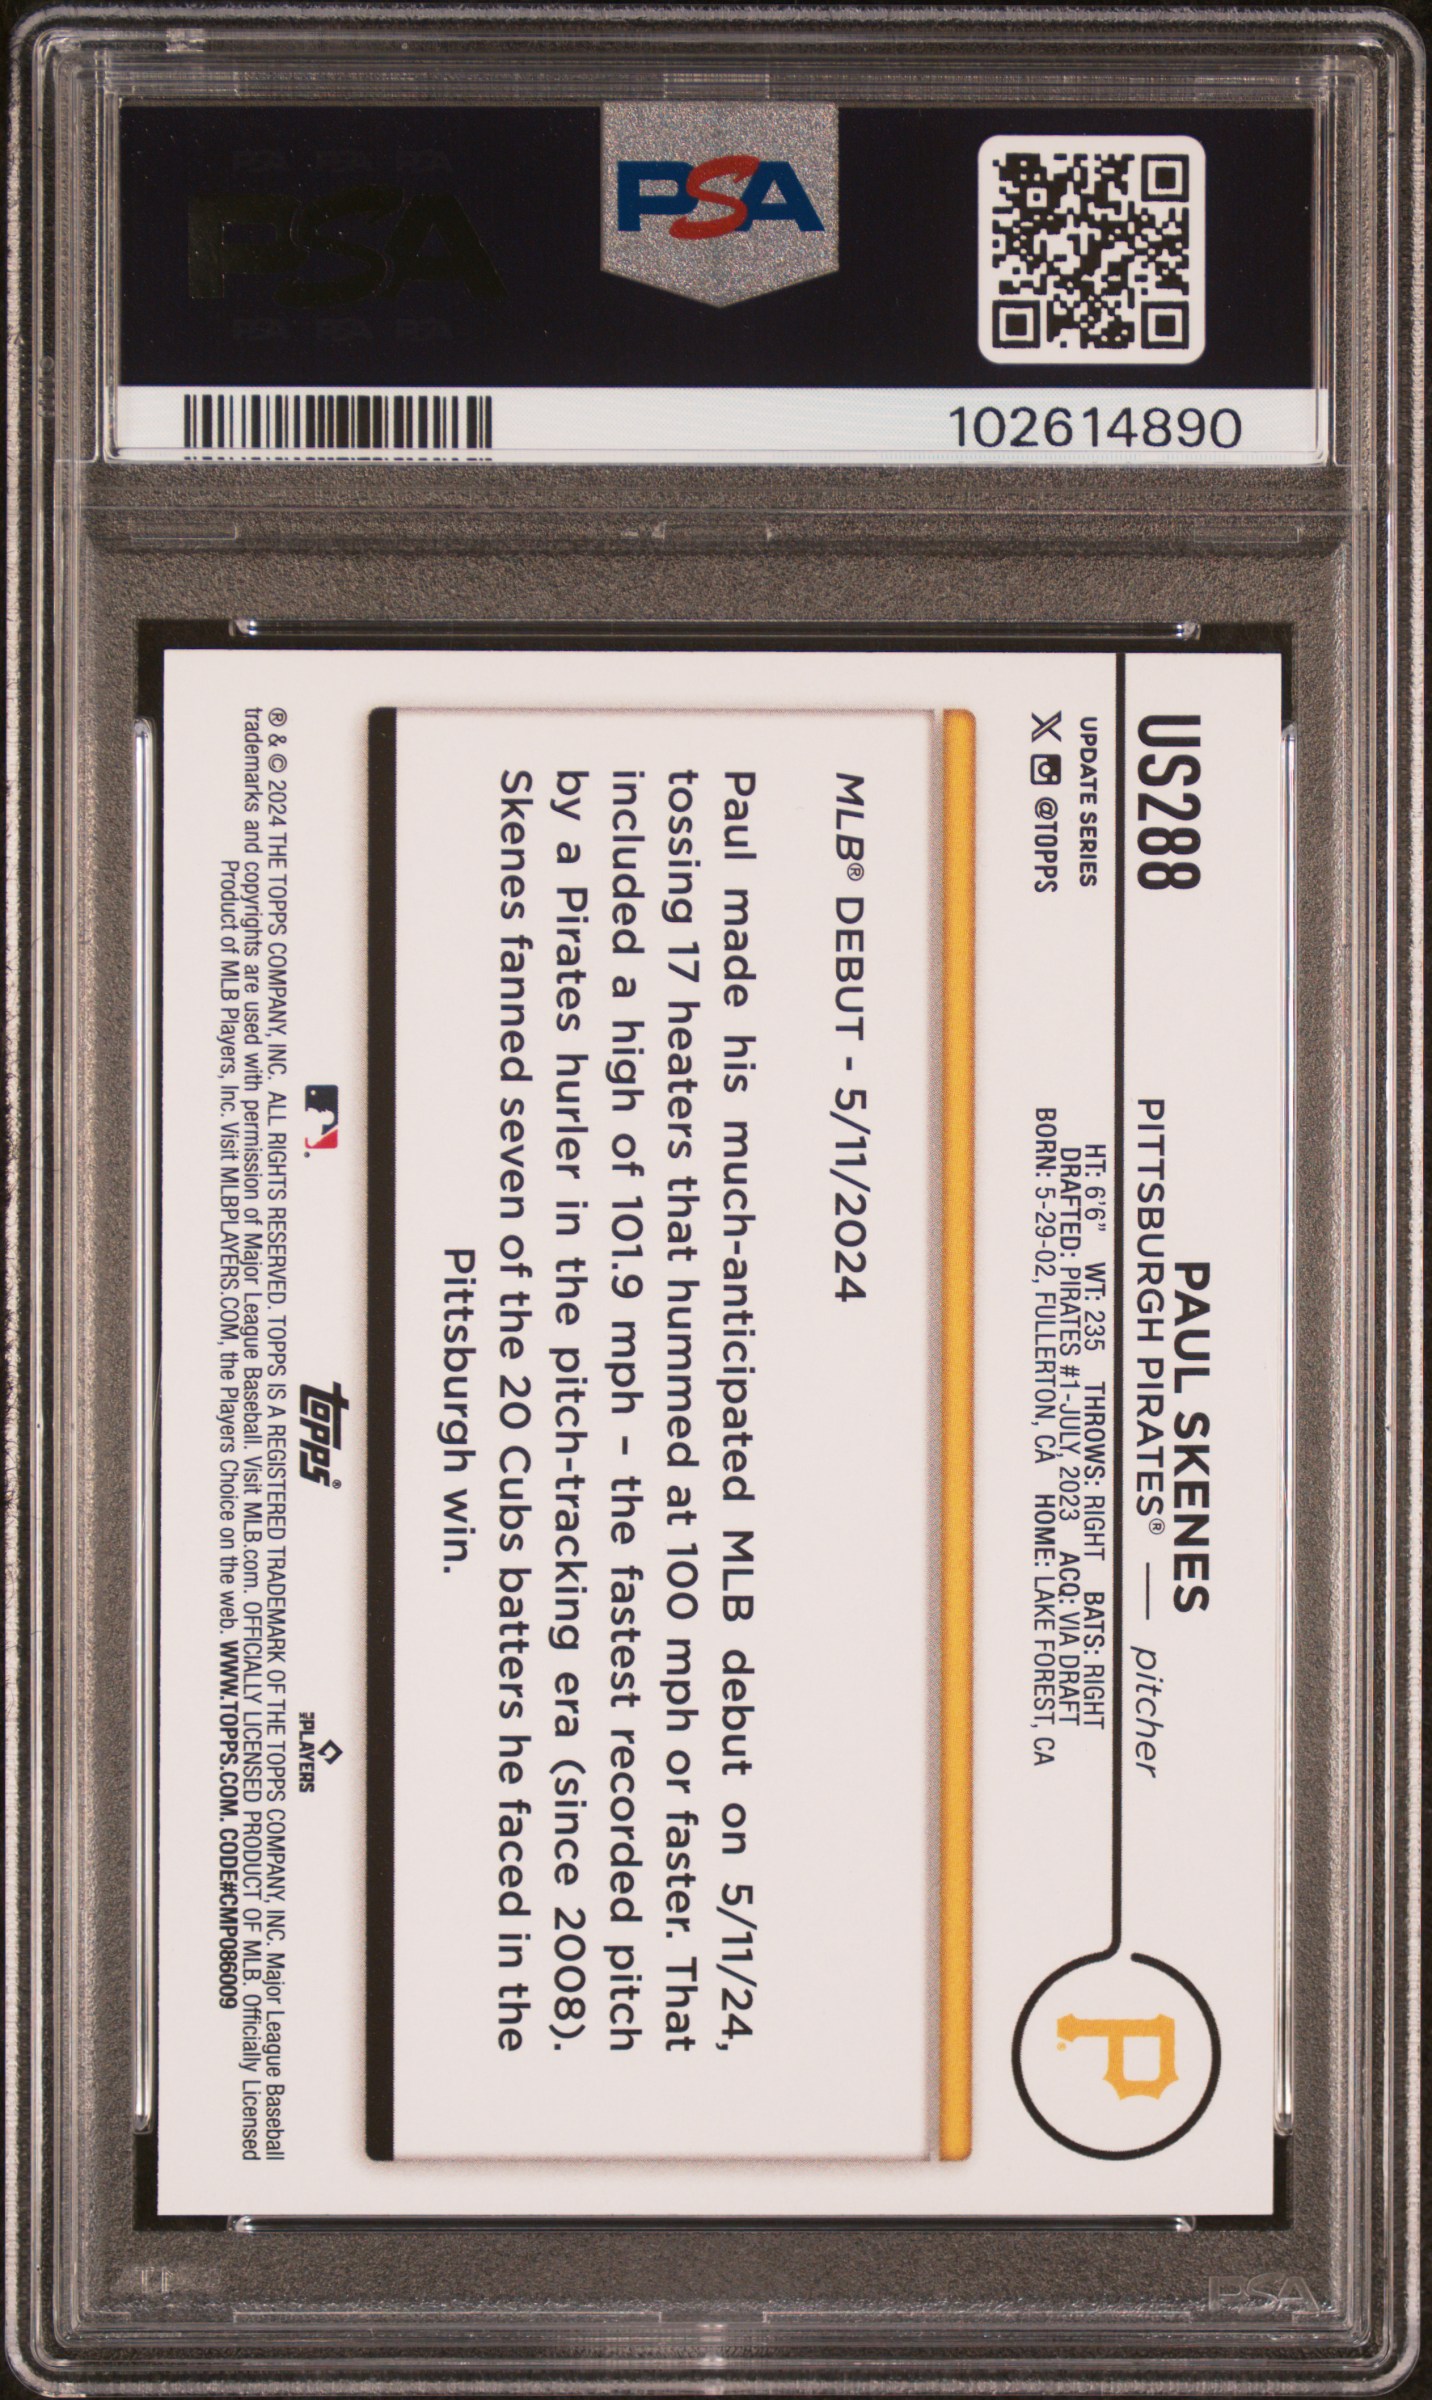 PSA
PSA
102614890
US288
PAUL SKENES
PITTSBURGH PIRATES® — pitcher
P
UPDATE SERIES
HT: 6'6" WT: 235 THROWS: RIGHT BATS: RIGHT
DRAFTED: PIRATES #1-JULY, 2023 ACQ: VIA DRAFT
X @TOPPS
BORN: 5-29-02, FULLERTON, CA HOME: LAKE FOREST, CA
MLB® DEBUT - 5/11/2024
Paul made his much-anticipated MLB debut on 5/11/24,
tossing 17 heaters that hummed at 100 mph or faster. That
included a high of 101.9 mph – the fastest recorded pitch
by a Pirates hurler in the pitch-tracking era (since 2008).
Skenes fanned seven of the 20 Cubs batters he faced in the
Pittsburgh win.
topps®
PLAYERS
® & © 2024 THE TOPPS COMPANY, INC. ALL RIGHTS RESERVED. TOPPS IS A REGISTERED TRADEMARK OF THE TOPPS COMPANY, INC. Major League Baseball
trademarks and copyrights are used with permission of Major League Baseball. Visit MLB.com. OFFICIALLY LICENSED PRODUCT OF MLB. Officially Licensed
Product of MLB Players, Inc. Visit MLBPLAYERS.COM, the Players Choice on the web. WWW.TOPPS.COM. CODE#CMP086009
PSA